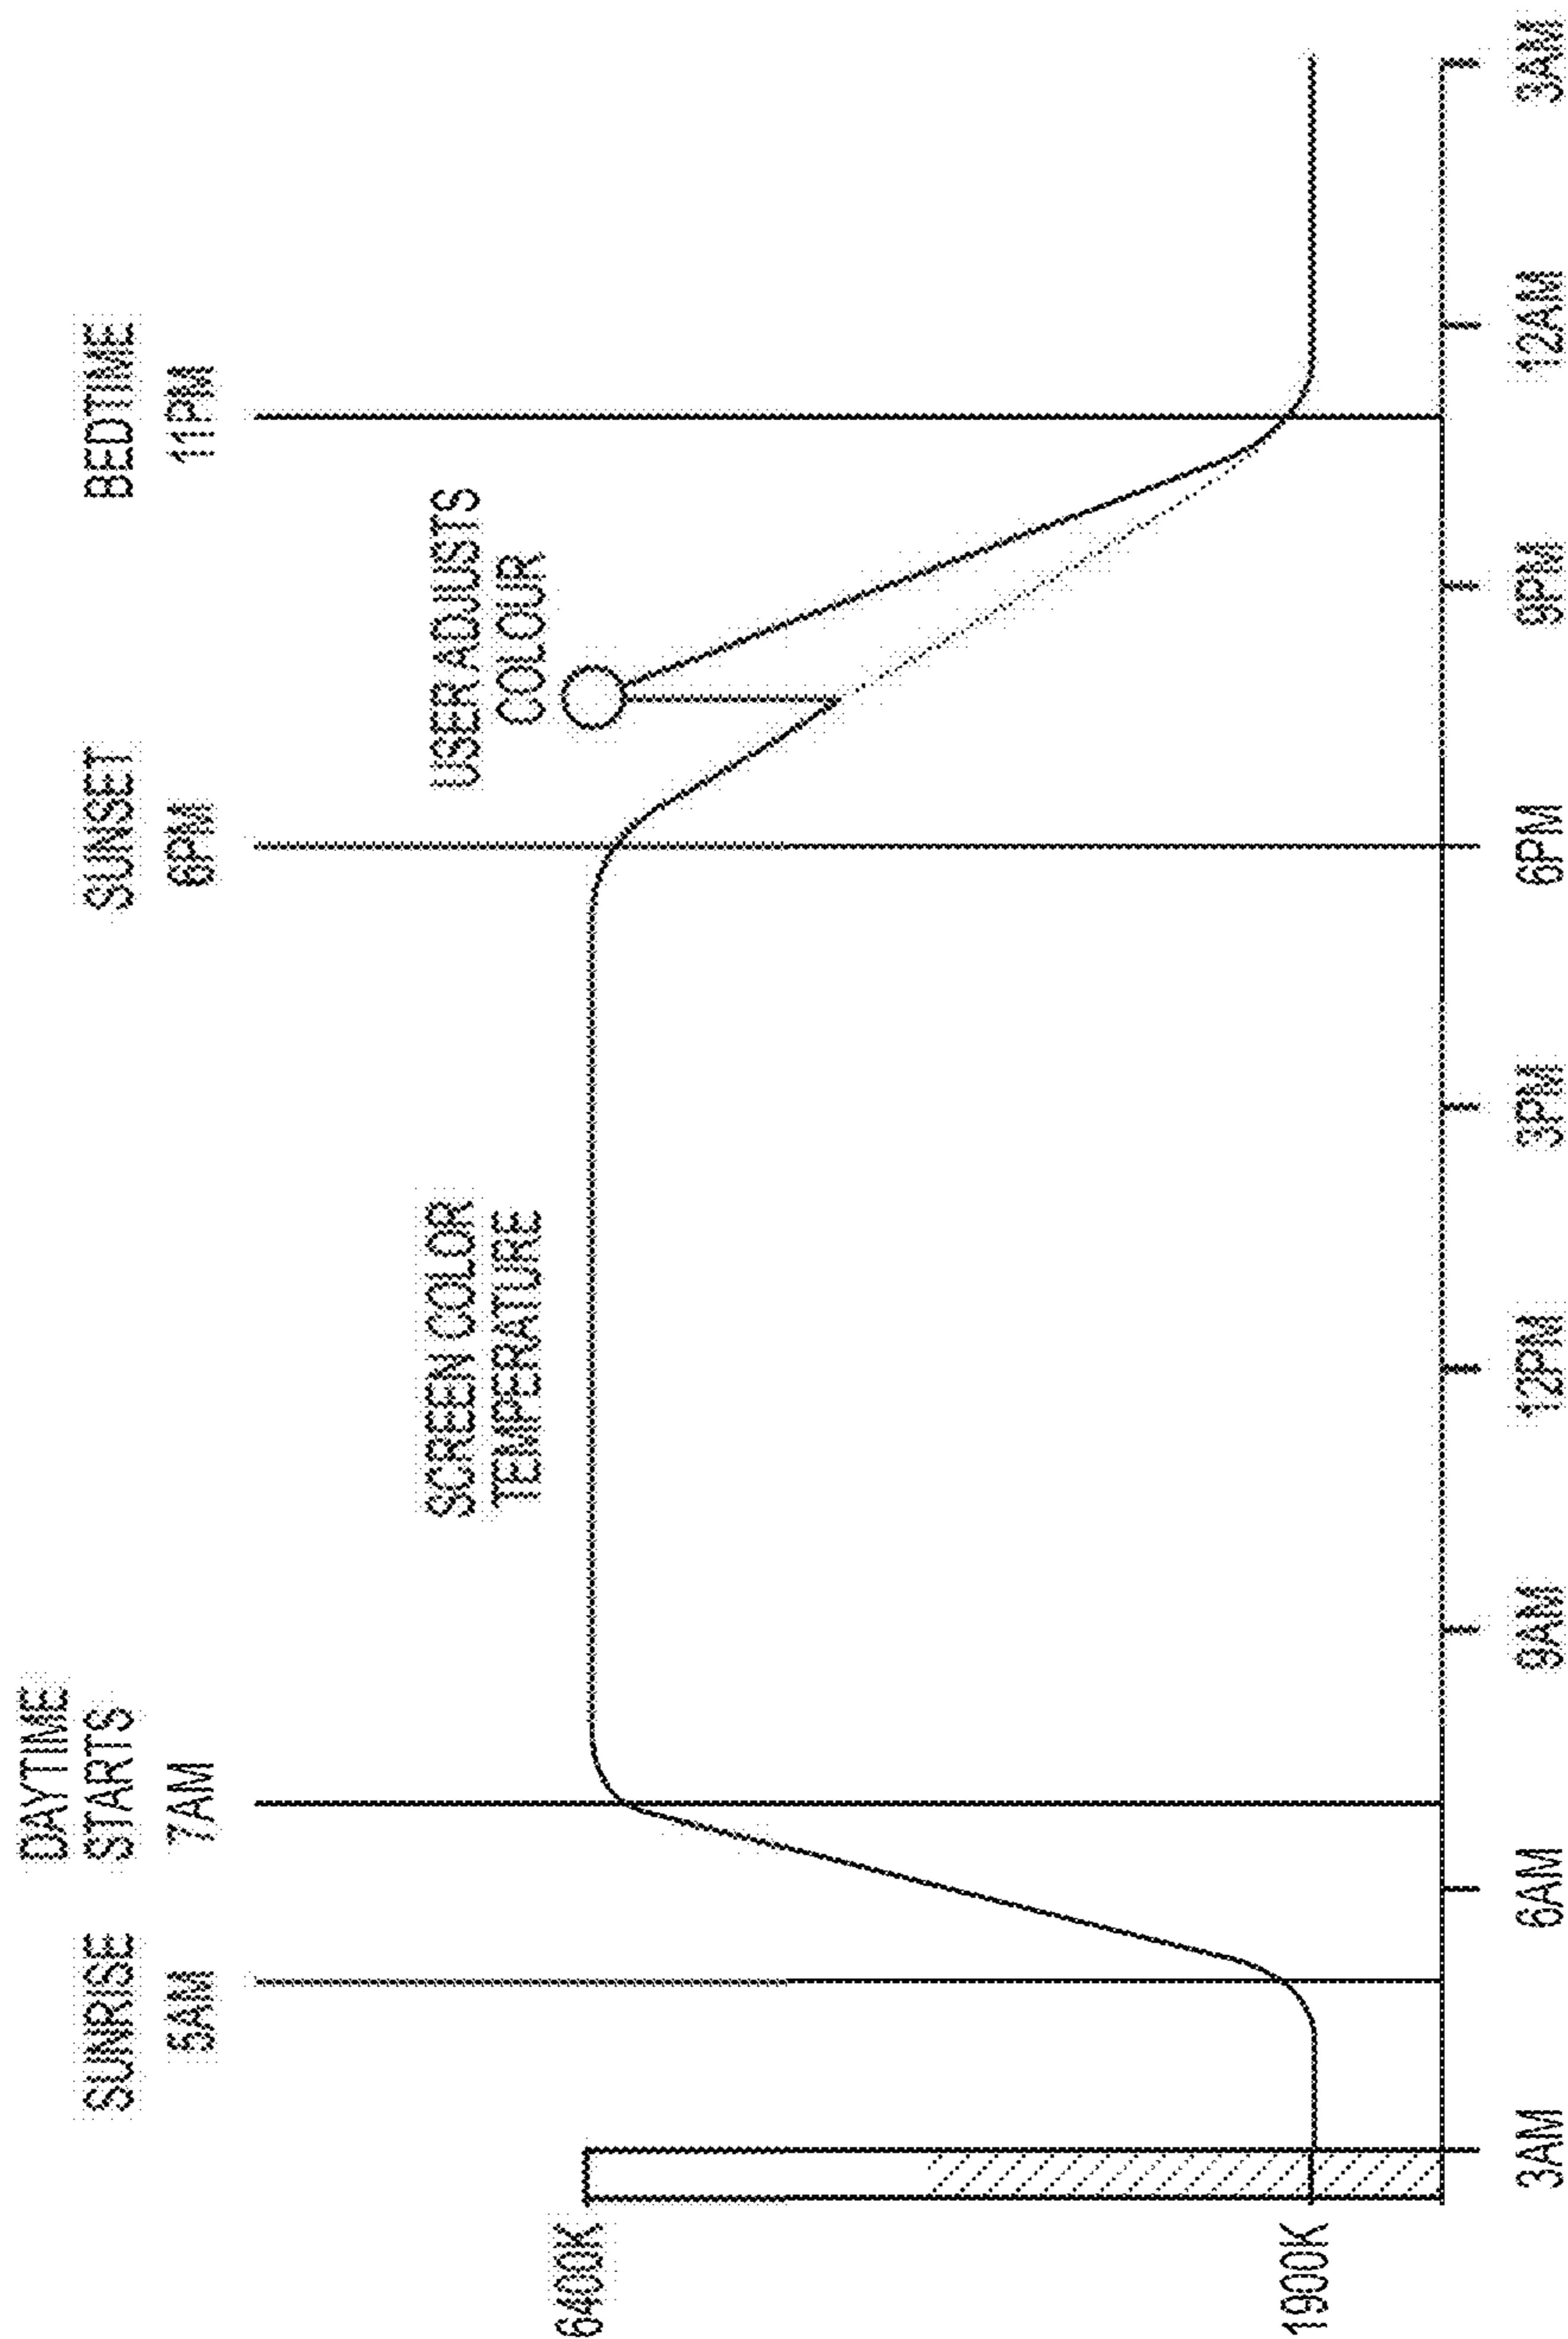 DAYTIME
SUNRISE
STARTS
SUNSET
BEDTIME
5AM
7AM
6PM
11PM
SCREEN COLOR
TEMPERATURE
USER ADJUSTS
COLOUR
6400K
1900K
3AM
6AM
9AM
12PM
3PM
6PM
9PM
12AM
3AM